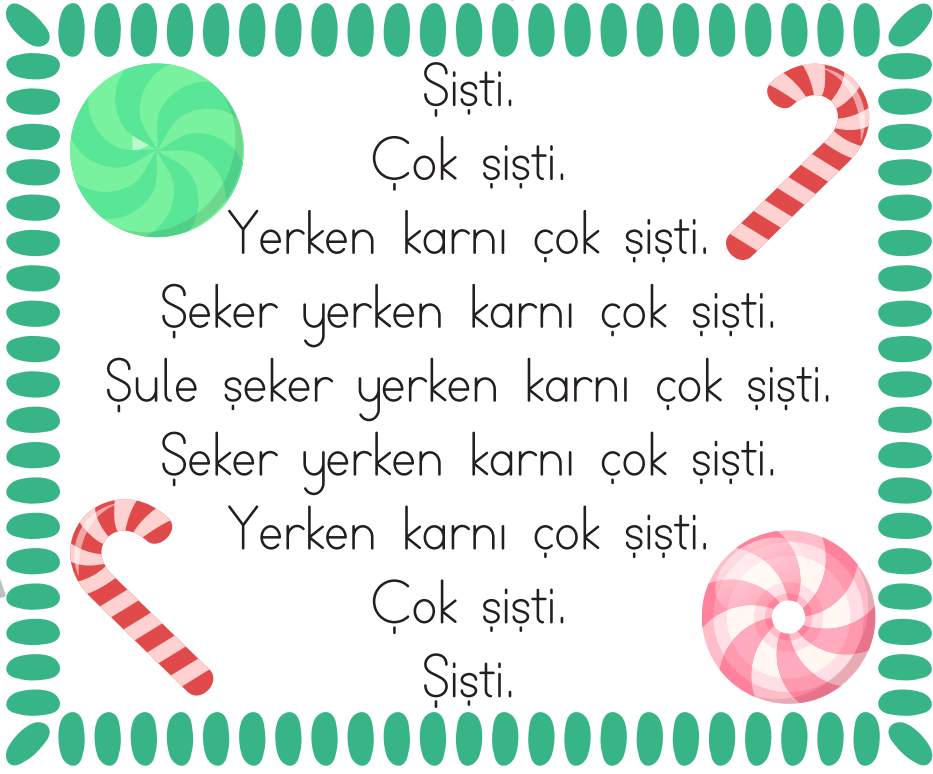 Şişti.
Çok şişti.
Yerken karnı çok şişti.
Şeker yerken karnı çok şişti.
Şule şeker yerken karnı çok şişti.
Şeker yerken karnı çok şişti.
Yerken karnı çok şişti.
Çok şişti.
Şişti.